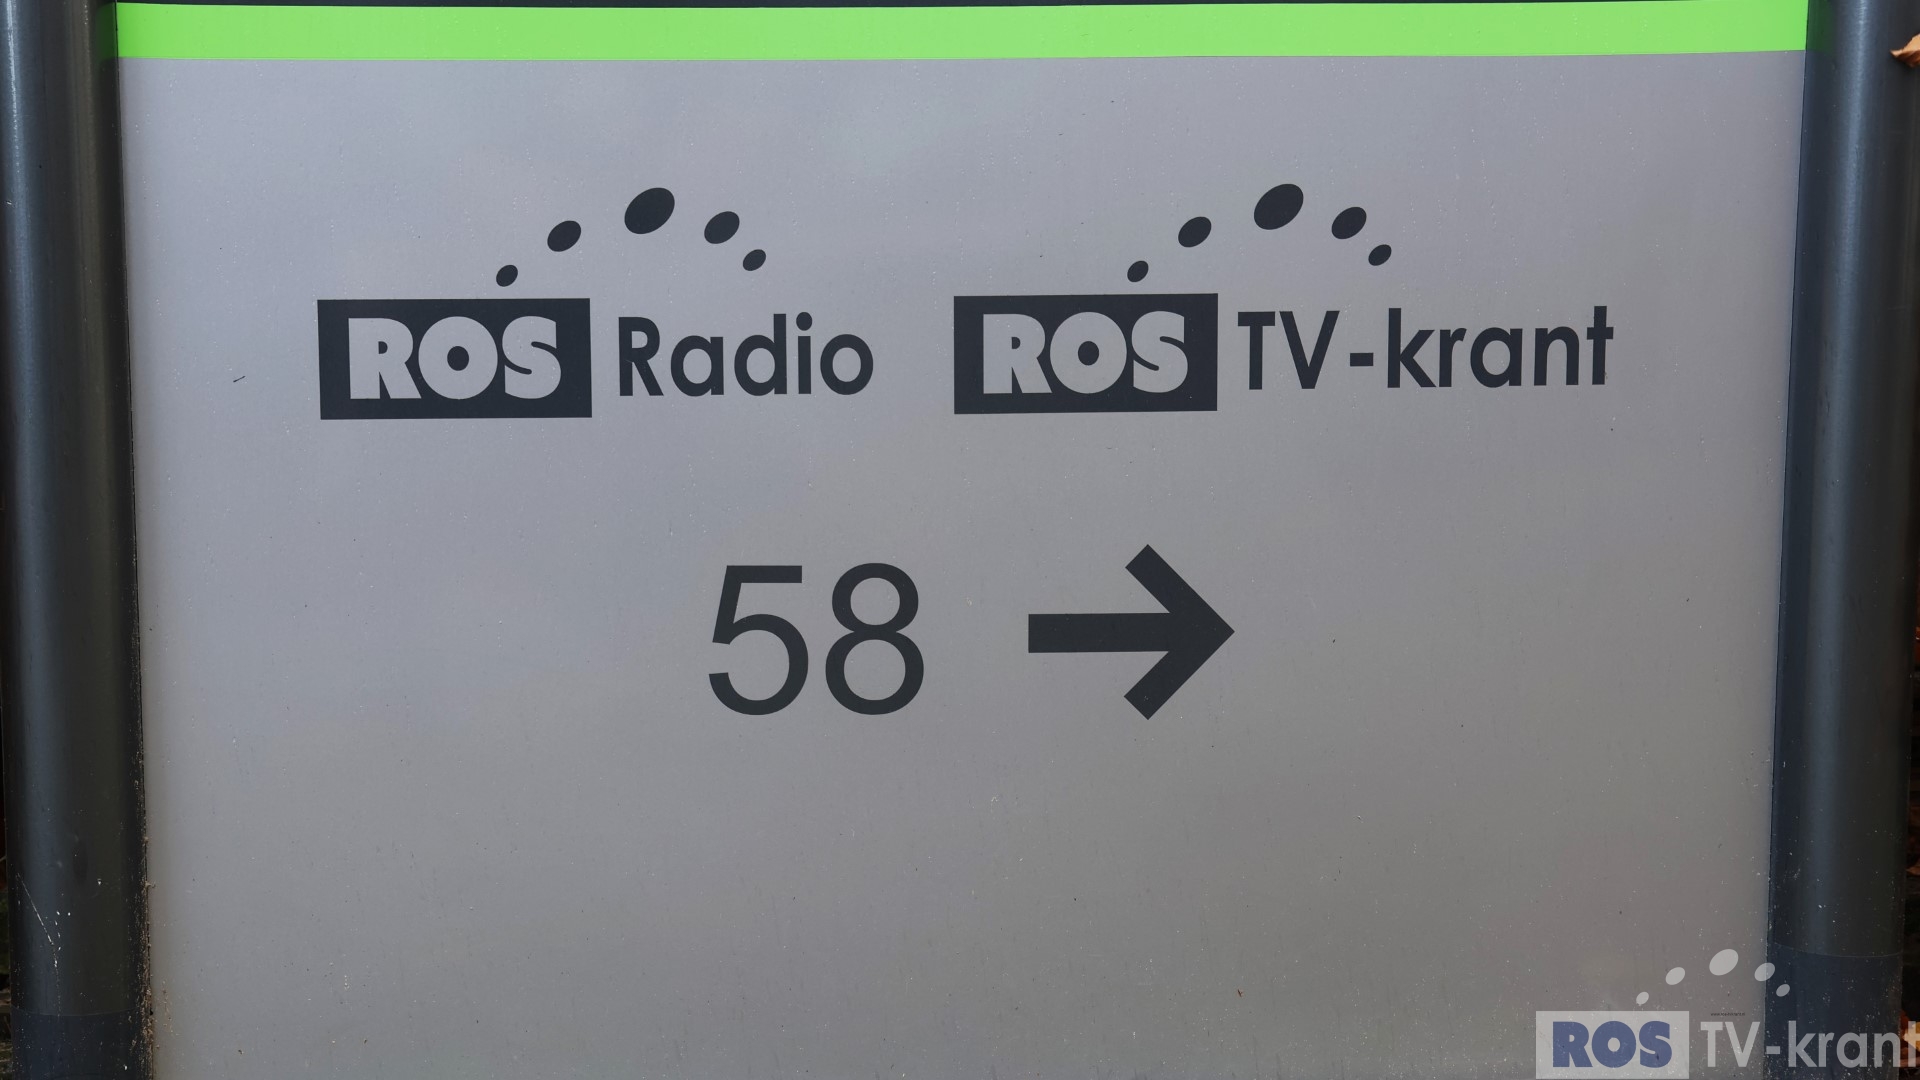 ROS Radio ROS TV-krant
58 →
ROS TV-krant